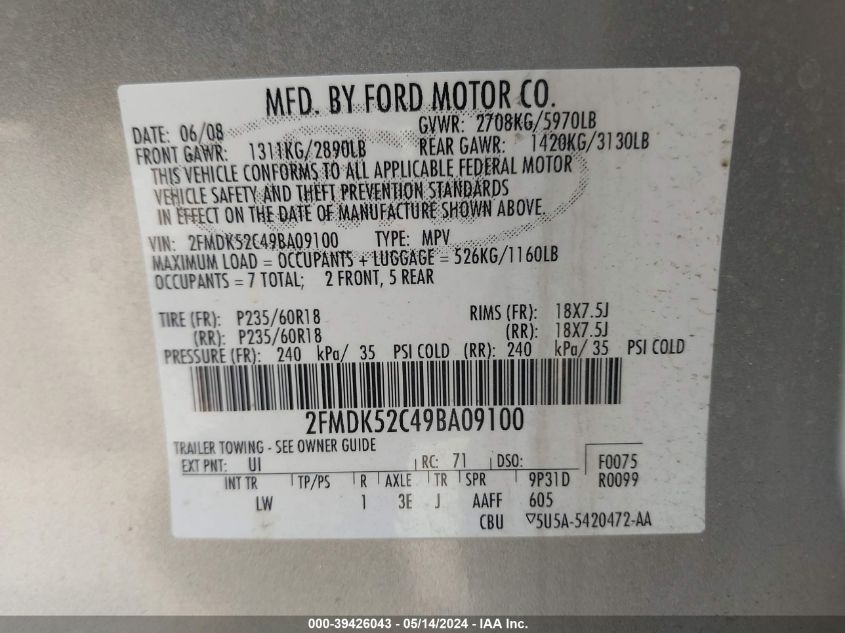 MFD. BY FORD MOTOR CO.
DATE: 06/08 GVWR: 2708KG/5970LB
FRONT GAWR: 1311KG/2890LB REAR GAWR: 1420KG/3130LB
THIS VEHICLE CONFORMS TO ALL APPLICABLE FEDERAL MOTOR
VEHICLE SAFETY AND THEFT PREVENTION STANDARDS
IN EFFECT ON THE DATE OF MANUFACTURE SHOWN ABOVE.
VIN: 2FMDK52C49BA09100 TYPE: MPV
MAXIMUM LOAD = OCCUPANTS + LUGGAGE = 526KG/1160LB
OCCUPANTS = 7 TOTAL; 2 FRONT, 5 REAR
TIRE (FR): P235/60R18 RIMS (FR): 18X7.5J
(RR): P235/60R18 (RR): 18X7.5J
PRESSURE (FR): 240 kPa/ 35 PSI COLD (RR): 240 kPa/ 35 PSI COLD
2FMDK52C49BA09100
TRAILER TOWING - SEE OWNER GUIDE
EXT PNT: UI RC: 71 DSO: F0075
INT TR TP/PS R AXLE TR SPR 9P31D R0099
LW 1 3E J AAFF 605
CBU ▽5U5A-5420472-AA
000-39426043 - 05/14/2024 - IAA Inc.